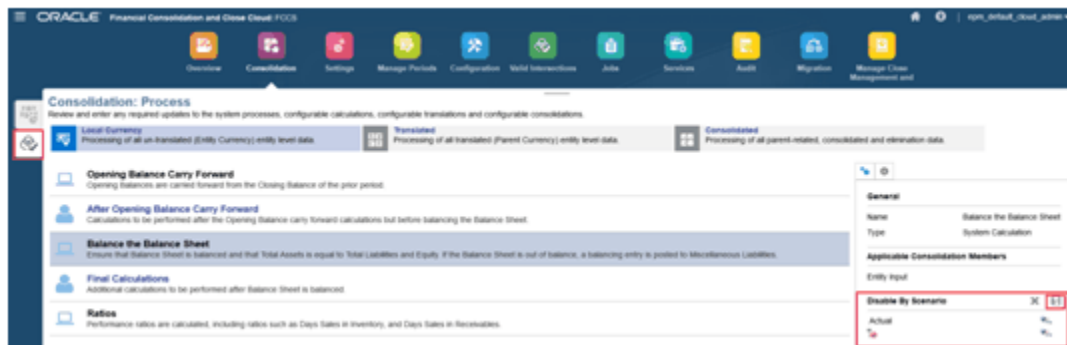 ORACLE Financial Consolidation and Close Cloud: FCCS
epm_default_cloud_admin
Overview Consolidation Settings Manage Periods Configuration Valid Intersections Jobs Services Audit Migration Manage Close
Management and
Consolidation: Process
Review and enter any required updates to the system processes, configurable calculations, configurable translations and configurable consolidations.
Local Currency
Processing of all un-translated (Entity Currency) entity level data.
Translated
Processing of all translated (Parent Currency) entity level data.
Consolidated
Processing of all parent-related, consolidated and elimination data.
Opening Balance Carry Forward
Opening Balances are carried forward from the Closing Balance of the prior period.
After Opening Balance Carry Forward
Calculations to be performed after the Opening Balance carry forward calculations but before balancing the Balance Sheet.
Balance the Balance Sheet
Ensure that Balance Sheet is balanced and that Total Assets is equal to Total Liabilities and Equity. If the Balance Sheet is out of balance, a balancing entry is posted to Miscellaneous Liabilities.
Final Calculations
Additional calculations to be performed after Balance Sheet is balanced.
Ratios
Performance ratios are calculated, including ratios such as Days Sales in Inventory, and Days Sales in Receivables.
General
Name Balance the Balance Sheet
Type System Calculation
Applicable Consolidation Members
Entity Input
Disable By Scenario
Actual